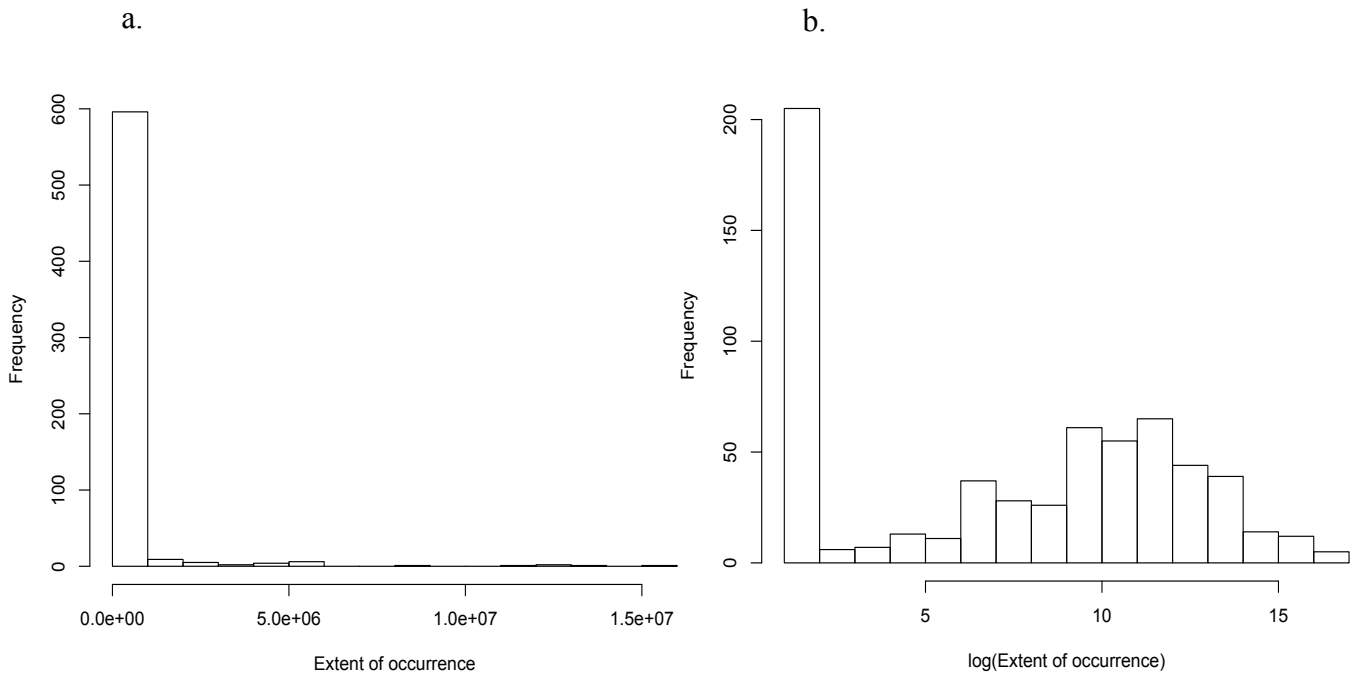 a.
Frequency
600
500
400
300
200
100
0
0.0e+00 5.0e+06 1.0e+07 1.5e+07
Extent of occurrence
b.
Frequency
200
150
100
50
0
5 10 15
log(Extent of occurrence)